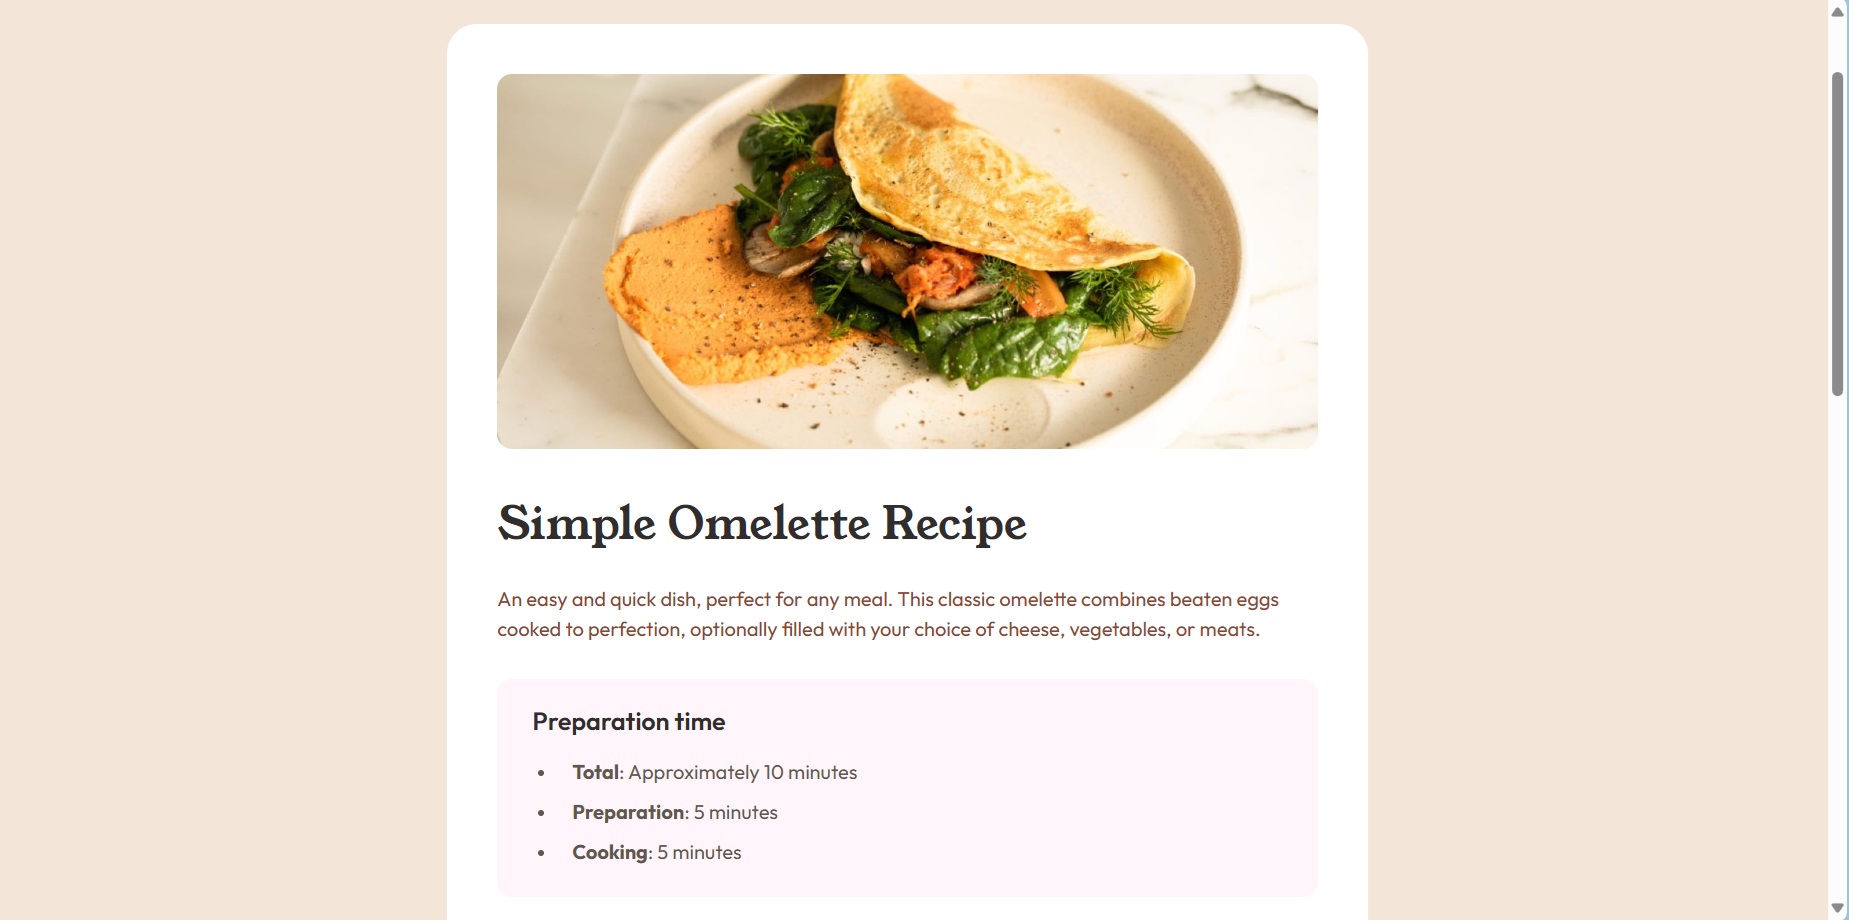 Simple Omelette Recipe
An easy and quick dish, perfect for any meal. This classic omelette combines beaten eggs
cooked to perfection, optionally filled with your choice of cheese, vegetables, or meats.
Preparation time
• Total: Approximately 10 minutes
• Preparation: 5 minutes
• Cooking: 5 minutes